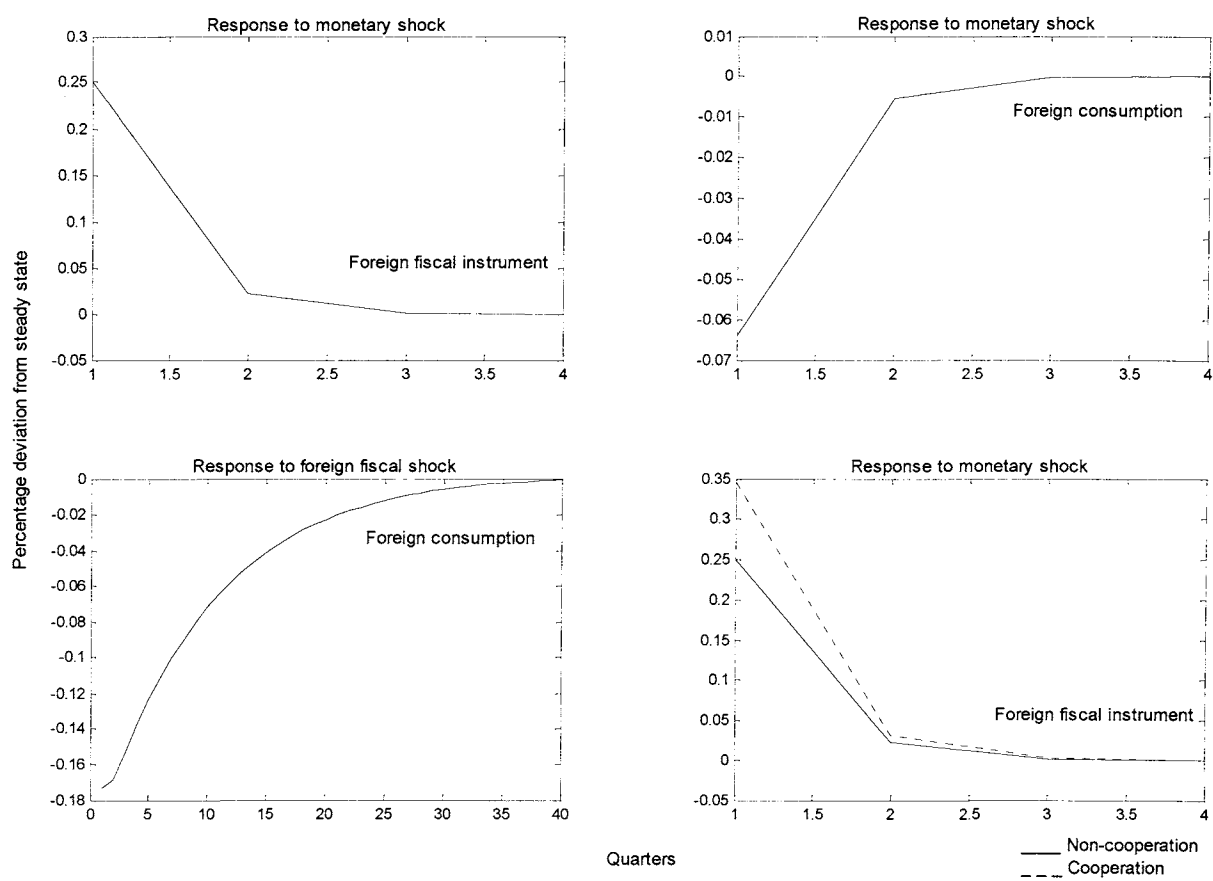 Response to monetary shock
0.3
0.25
0.2
0.15
0.1
0.05
0
-0.05
Foreign fiscal instrument
1 1.5 2 2.5 3 3.5 4
Response to monetary shock
0.01
0
-0.01
-0.02
-0.03
-0.04
-0.05
-0.06
-0.07
Foreign consumption
1 1.5 2 2.5 3 3.5 4
Percentage deviation from steady state
Response to foreign fiscal shock
0
-0.02
-0.04
-0.06
-0.08
-0.1
-0.12
-0.14
-0.16
-0.18
Foreign consumption
0 5 10 15 20 25 30 35 40
Response to monetary shock
0.35
0.3
0.25
0.2
0.15
0.1
0.05
0
-0.05
Foreign fiscal instrument
1 1.5 2 2.5 3 3.5 4
Quarters
Non-cooperation
Cooperation